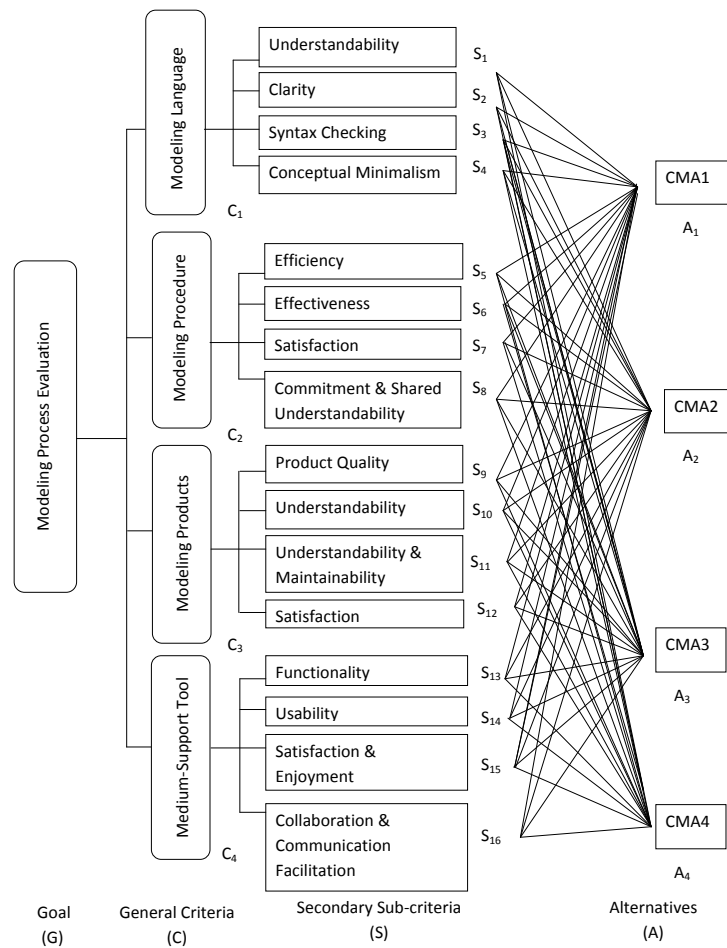 Modeling Process Evaluation
Modeling Language
C1
Understandability
S1
Clarity
S2
Syntax Checking
S3
Conceptual Minimalism
S4
Modeling Procedure
C2
Efficiency
S5
Effectiveness
S6
Satisfaction
S7
Commitment & Shared
Understandability
S8
Modeling Products
C3
Product Quality
S9
Understandability
S10
Understandability &
Maintainability
S11
Satisfaction
S12
Medium-Support Tool
C4
Functionality
S13
Usability
S14
Satisfaction &
Enjoyment
S15
Collaboration &
Communication
Facilitation
S16
CMA1
A1
CMA2
A2
CMA3
A3
CMA4
A4
Goal
(G)
General Criteria
(C)
Secondary Sub-criteria
(S)
Alternatives
(A)